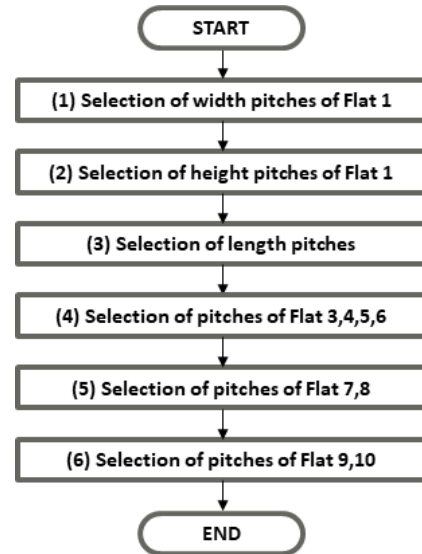 START
(1) Selection of width pitches of Flat 1
(2) Selection of height pitches of Flat 1
(3) Selection of length pitches
(4) Selection of pitches of Flat 3,4,5,6
(5) Selection of pitches of Flat 7,8
(6) Selection of pitches of Flat 9,10
END